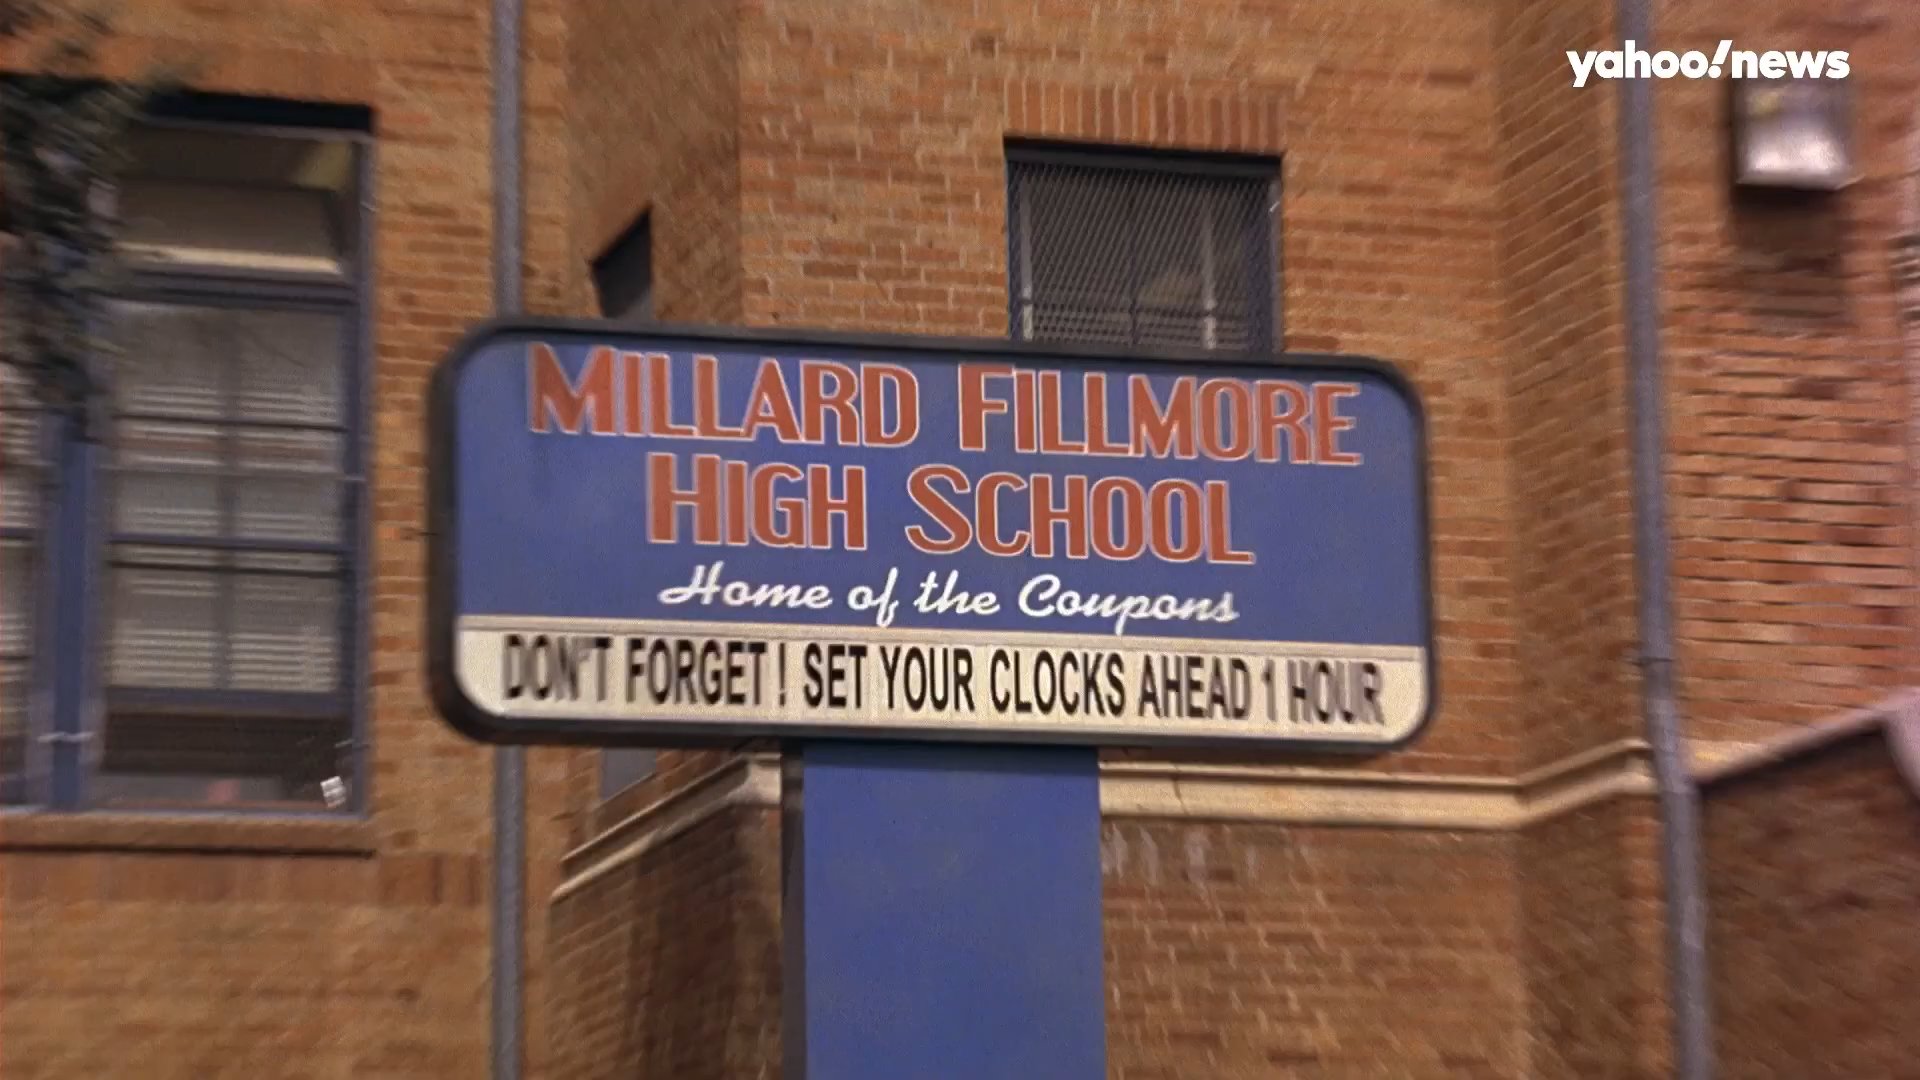 yahoo!news
MILLARD FILLMORE
HIGH SCHOOL
Home of the Coupons
DON'T FORGET! SET YOUR CLOCKS AHEAD 1 HOUR